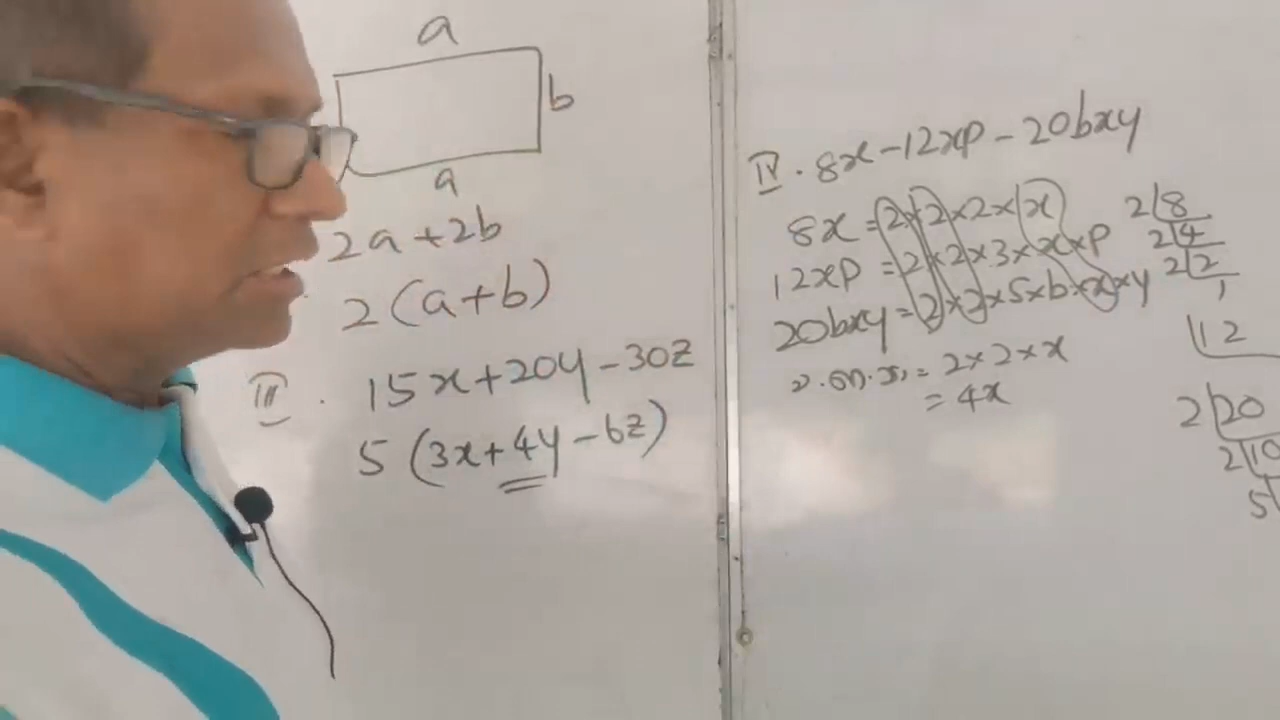 a
b
a
2a+2b
2(a+b)
III. 15x+20y-30z
5(3x+4y-6z)
IV. 8x-12xp-20bxy
8x=2×2×2×x
12xp=2×2×3×x×p
20bxy=2×2×5×b×x×y
=2×2×x
=4x
2|8
2|4
2|2
1
12
2|20
2|10
5